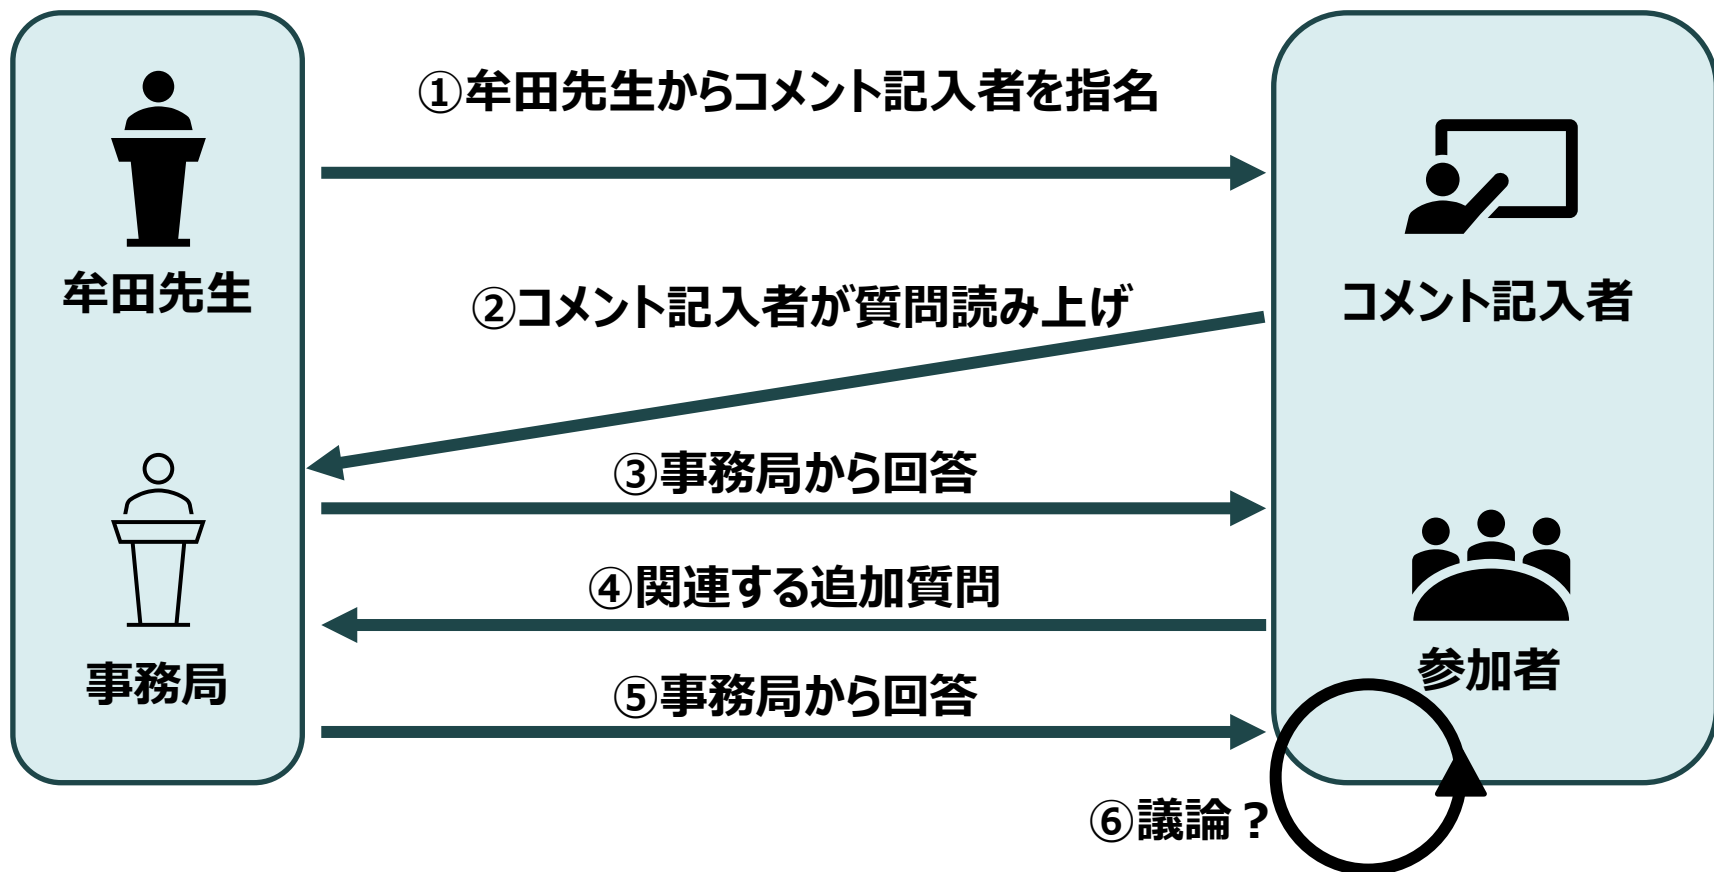 ①牟田先生からコメント記入者を指名
牟田先生
②コメント記入者が質問読み上げ
コメント記入者
③事務局から回答
④関連する追加質問
事務局
⑤事務局から回答
参加者
⑥議論？